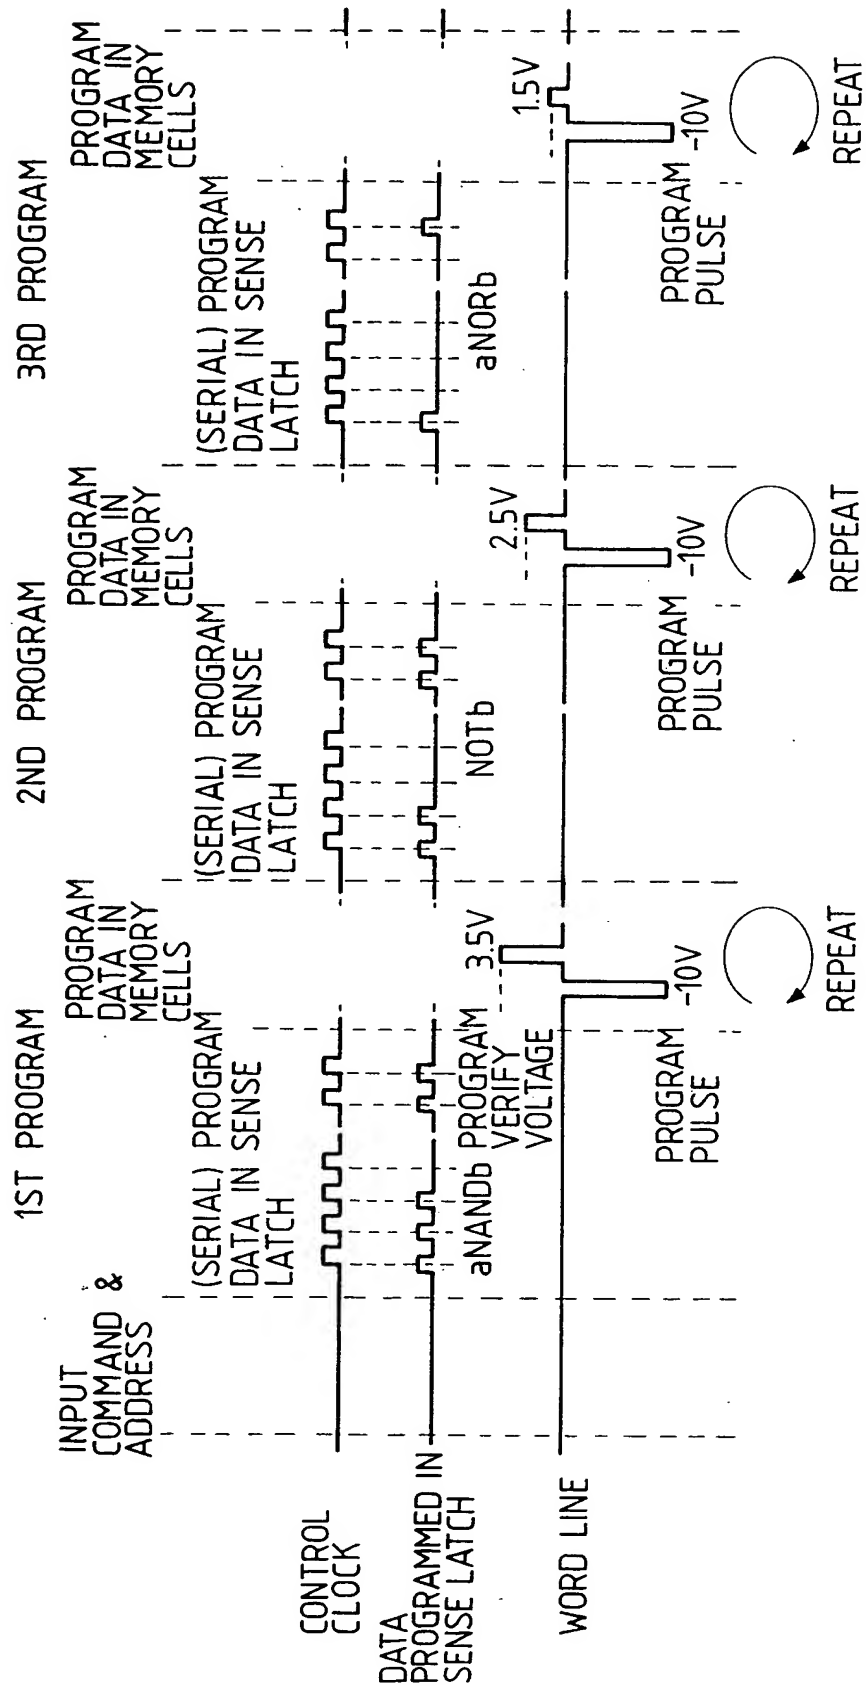 1ST PROGRAM
2ND PROGRAM
3RD PROGRAM
INPUT
COMMAND &
ADDRESS
(SERIAL) PROGRAM
DATA IN SENSE
LATCH
PROGRAM
DATA IN
MEMORY
CELLS
(SERIAL) PROGRAM
DATA IN SENSE
LATCH
PROGRAM
DATA IN
MEMORY
CELLS
(SERIAL) PROGRAM
DATA IN SENSE
LATCH
PROGRAM
DATA IN
MEMORY
CELLS
CONTROL
CLOCK
DATA
PROGRAMMED IN
SENSE LATCH
aNANDb
NOTb
aNORb
PROGRAM
VERIFY
VOLTAGE
3.5V
2.5V
1.5V
WORD LINE
PROGRAM
PULSE
-10V
PROGRAM
PULSE
-10V
PROGRAM
PULSE
-10V
REPEAT
REPEAT
REPEAT